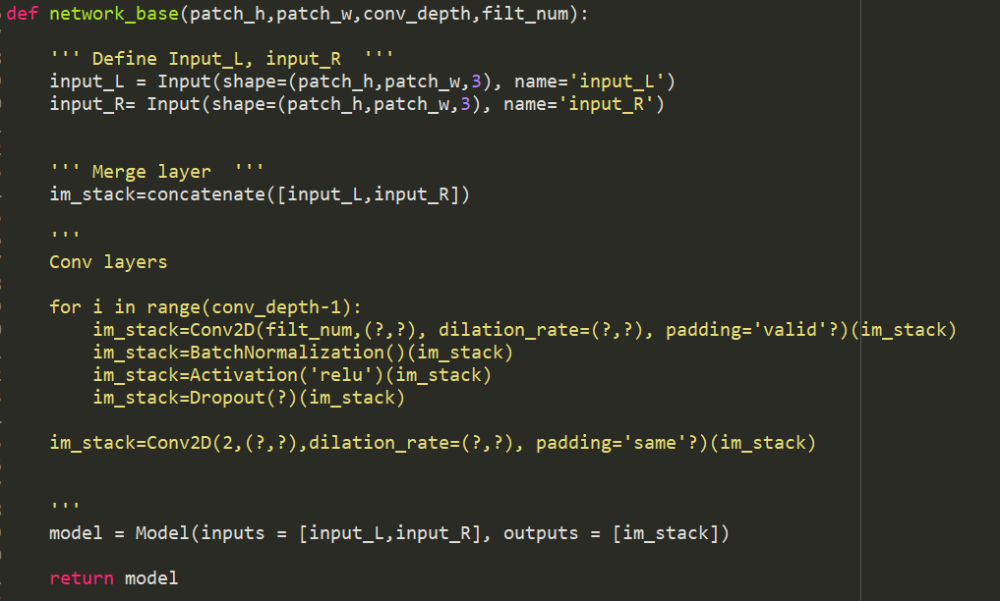 def network_base(patch_h,patch_w,conv_depth,filt_num):
''' Define Input_L, input_R '''
input_L = Input(shape=(patch_h,patch_w,3), name='input_L')
input_R= Input(shape=(patch_h,patch_w,3), name='input_R')
''' Merge layer '''
im_stack=concatenate([input_L,input_R])
'''
Conv layers
for i in range(conv_depth-1):
im_stack=Conv2D(filt_num,(?,?), dilation_rate=(?,?), padding='valid'?)(im_stack)
im_stack=BatchNormalization()(im_stack)
im_stack=Activation('relu')(im_stack)
im_stack=Dropout(?)(im_stack)
im_stack=Conv2D(2,(?,?),dilation_rate=(?,?), padding='same'?)(im_stack)
'''
model = Model(inputs = [input_L,input_R], outputs = [im_stack])
return model